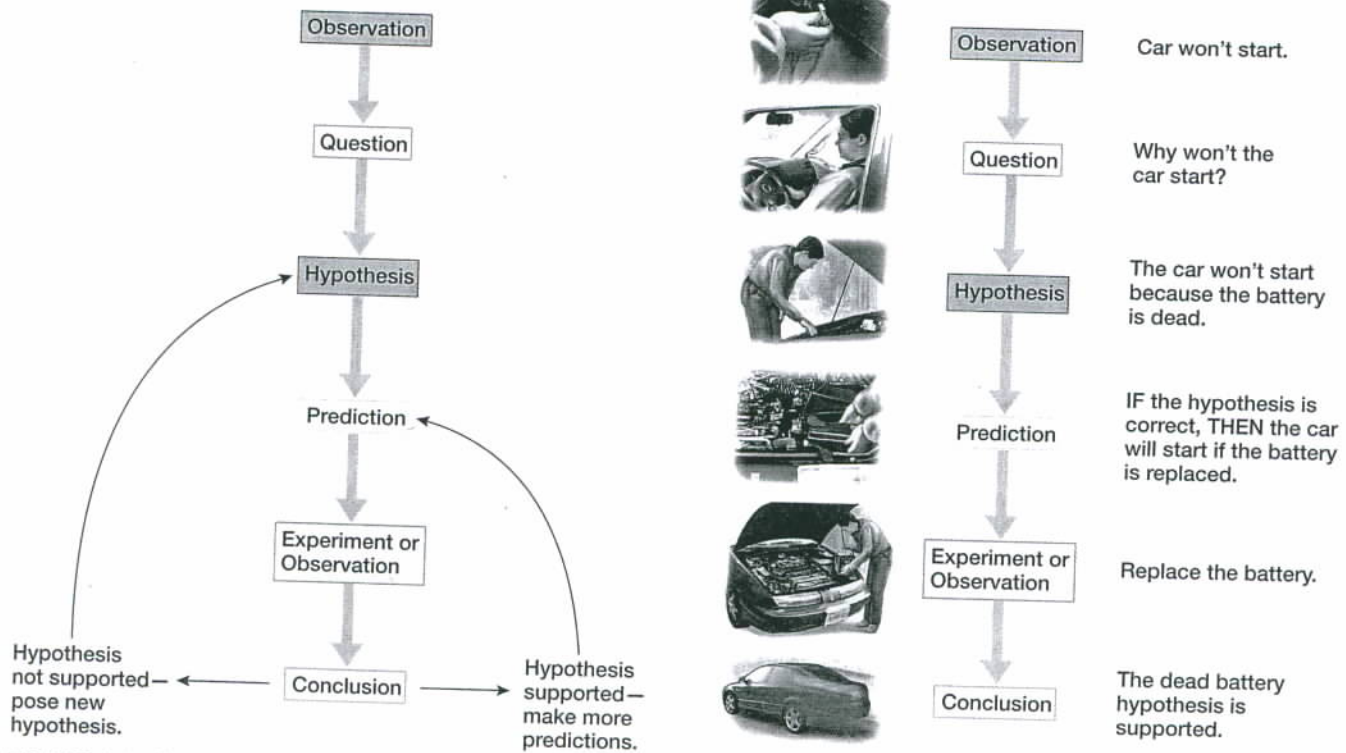 Observation
Question
Hypothesis
Prediction
Experiment or
Observation
Conclusion
Hypothesis
not supported—
pose new
hypothesis.
Hypothesis
supported—
make more
predictions.
Observation
Car won't start.
Question
Why won't the
car start?
Hypothesis
The car won't start
because the battery
is dead.
Prediction
IF the hypothesis is
correct, THEN the car
will start if the battery
is replaced.
Experiment or
Observation
Replace the battery.
Conclusion
The dead battery
hypothesis is
supported.